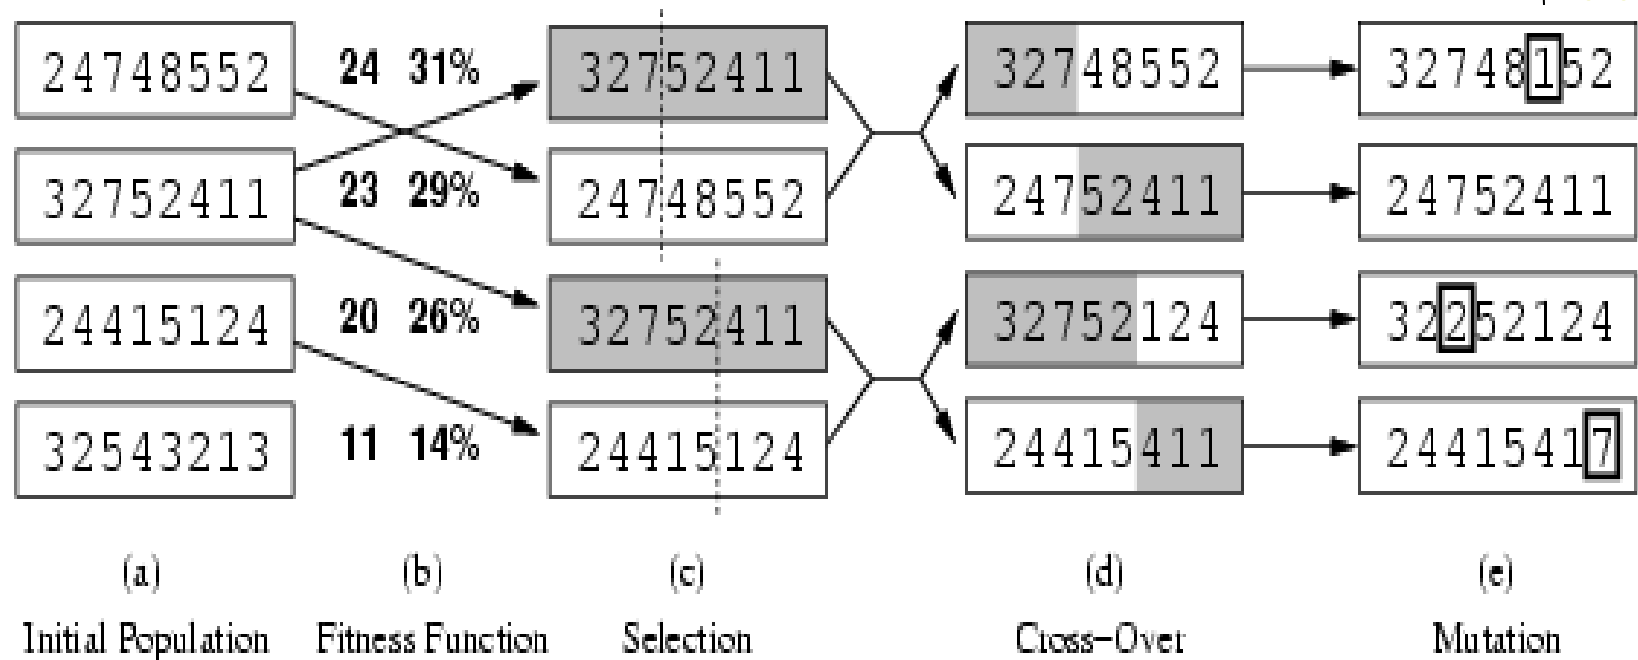 24748552 24 31% 32752411 32748552 32748152
32752411 23 29% 24748552 24752411 24752411
24415124 20 26% 32752411 32752124 32252124
32543213 11 14% 24415124 24415411 24415417
(a) (b) (c) (d) (e)
Initial Population Fitness Function Selection Cross-Over Mutation